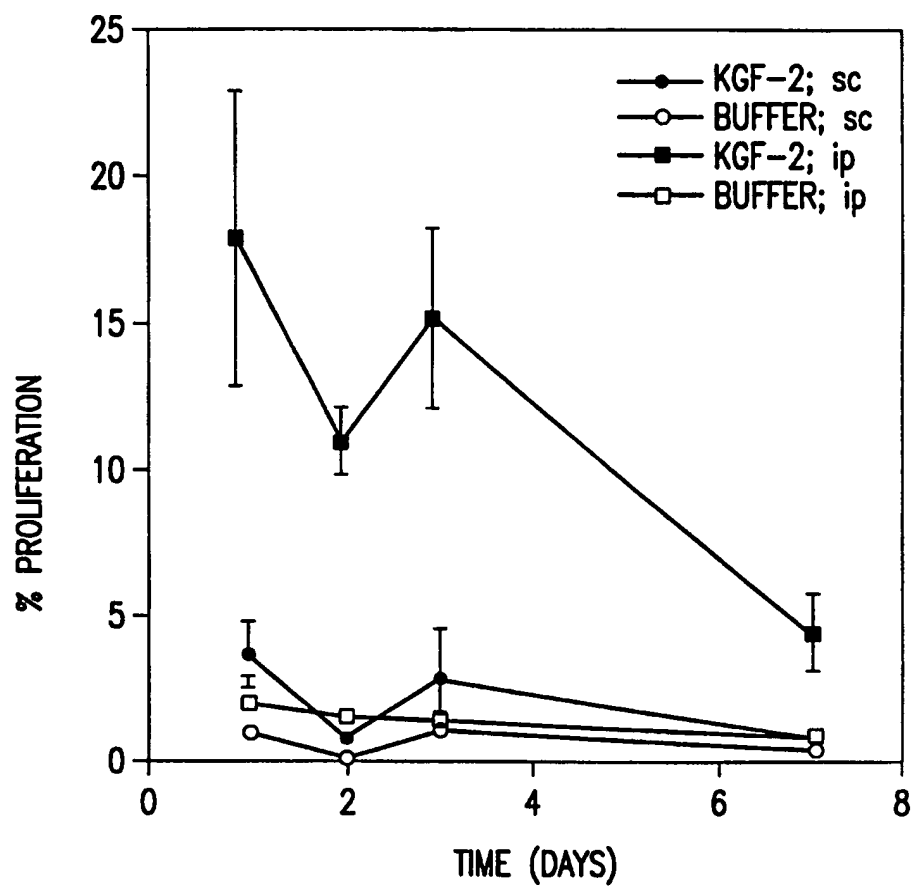 25
20
15
10
5
0
% PROLIFERATION
KGF-2; sc
BUFFER; sc
KGF-2; ip
BUFFER; ip
0 2 4 6 8
TIME (DAYS)